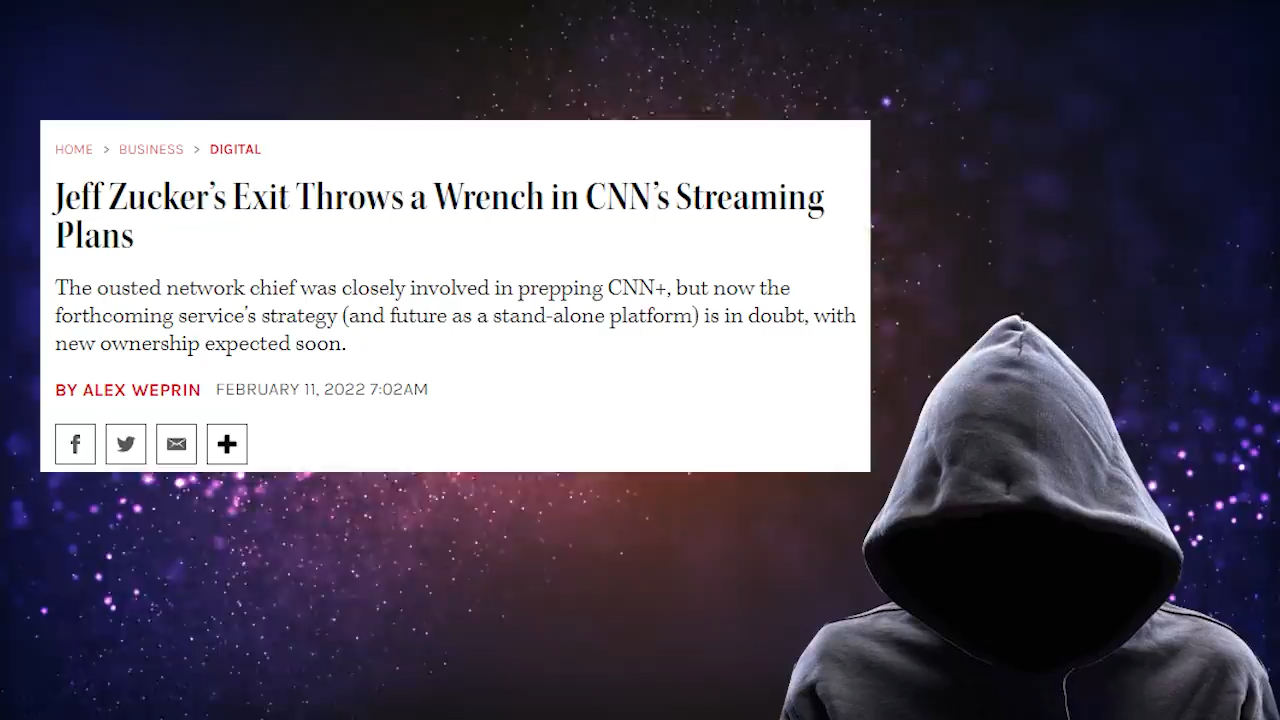 HOME > BUSINESS > DIGITAL
Jeff Zucker’s Exit Throws a Wrench in CNN’s Streaming
Plans
The ousted network chief was closely involved in prepping CNN+, but now the
forthcoming service's strategy (and future as a stand-alone platform) is in doubt, with
new ownership expected soon.
BY ALEX WEPRIN FEBRUARY 11, 2022 7:02AM